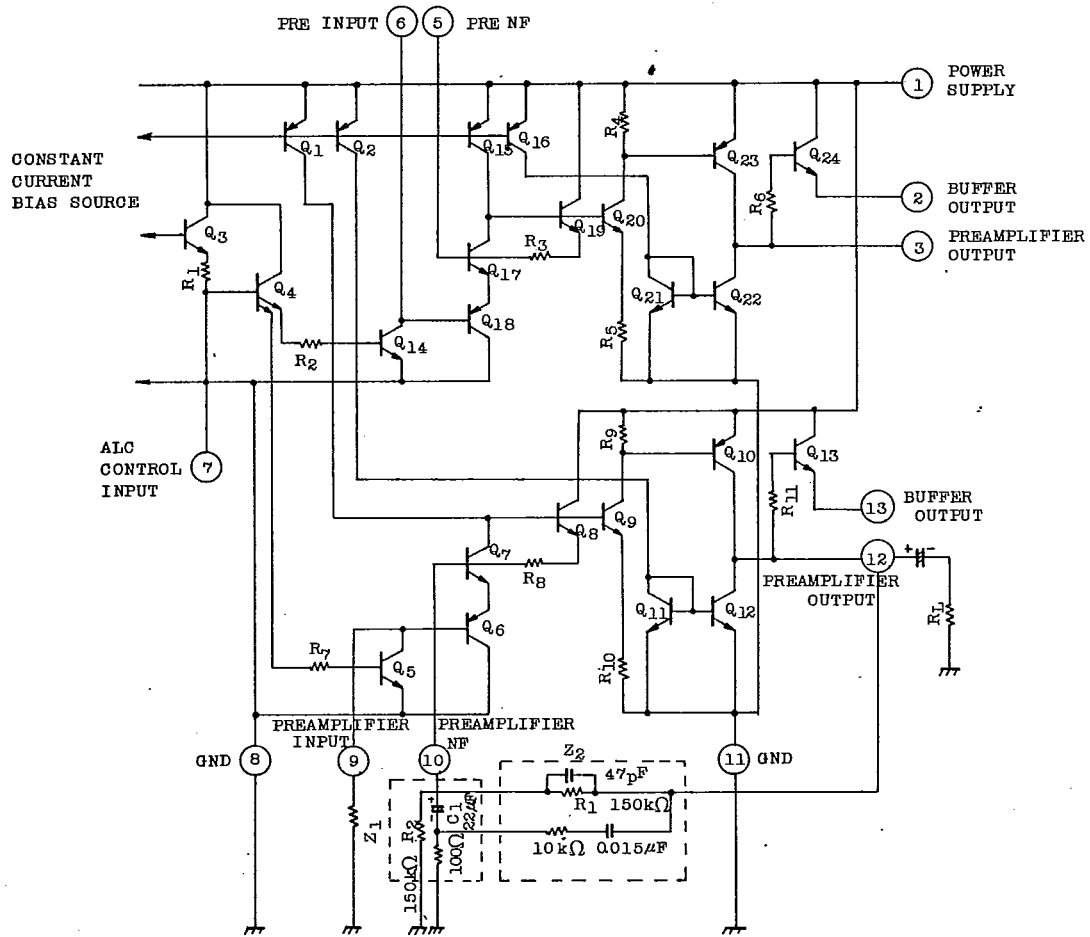 PRE INPUT
6
5
PRE NF
1
POWER
SUPPLY
CONSTANT
CURRENT
BIAS SOURCE
Q1
Q2
Q15
Q16
R4
Q23
Q24
R6
2
BUFFER
OUTPUT
3
PREAMPLIFIER
OUTPUT
Q3
R1
Q4
Q17
R3
Q19
Q20
Q21
Q22
R2
Q14
Q18
R5
ALC
CONTROL
INPUT
7
R9
Q10
Q13
R11
13
BUFFER
OUTPUT
Q7
R8
Q8
Q9
12
PREAMPLIFIER
OUTPUT
+
-
RL
Q11
Q12
R7
Q5
Q6
R10
PREAMPLIFIER
INPUT
PREAMPLIFIER
NF
GND
8
9
10
11
GND
Z1
Z2
47pF
R1
150kΩ
R2
150kΩ
+
-
C1
22μF
100Ω
10kΩ
0.015μF